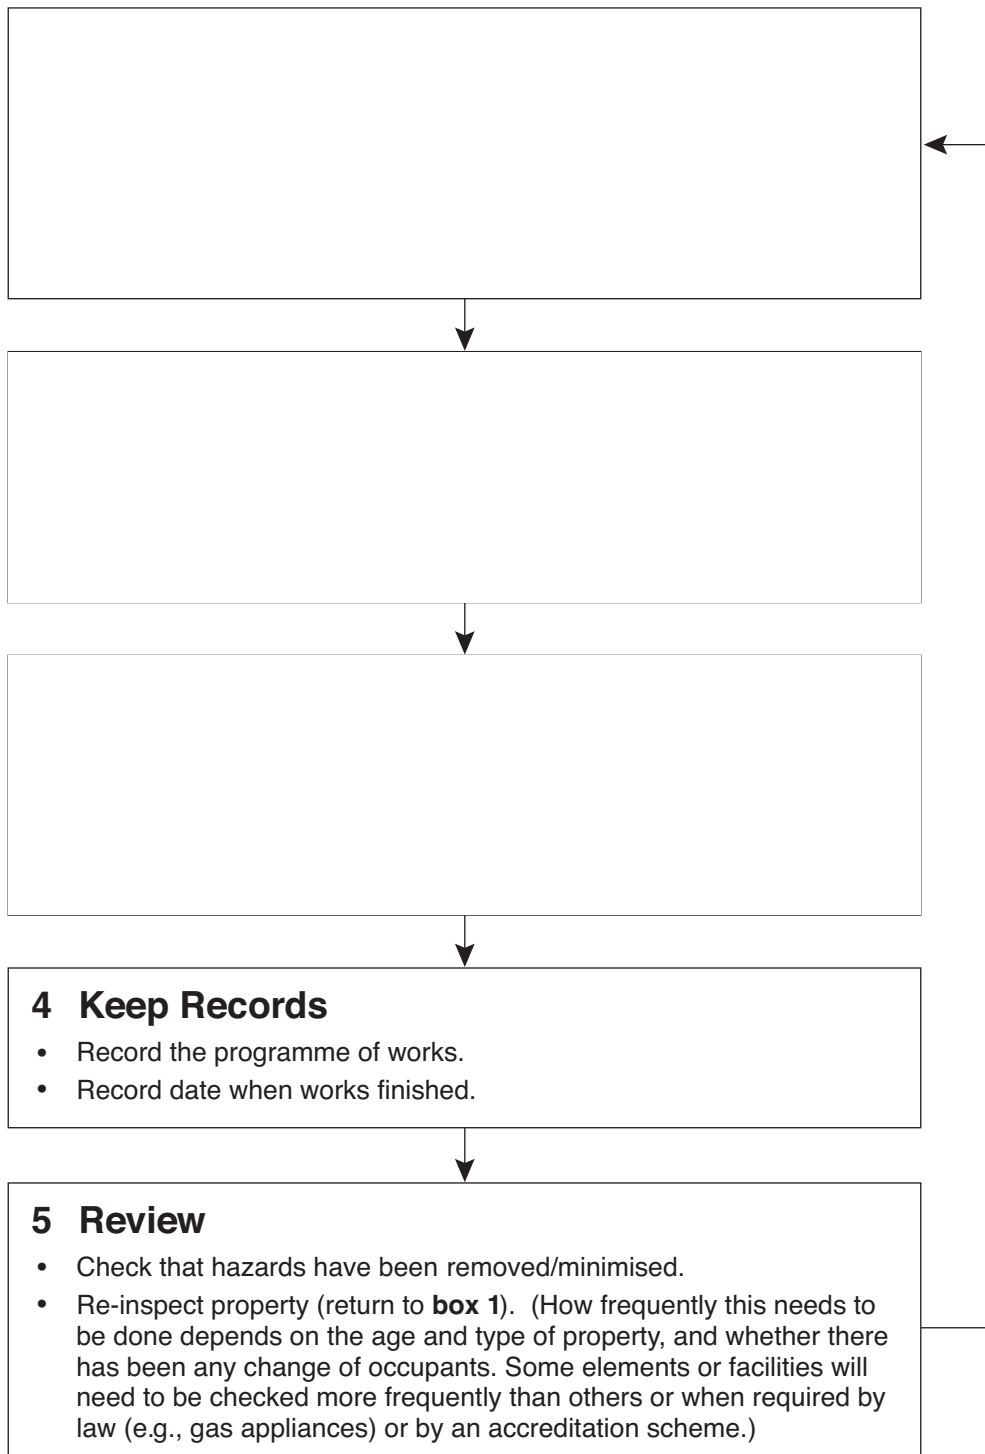 4 Keep Records
• Record the programme of works.
• Record date when works finished.
5 Review
• Check that hazards have been removed/minimised.
• Re-inspect property (return to box 1). (How frequently this needs to
be done depends on the age and type of property, and whether there
has been any change of occupants. Some elements or facilities will
need to be checked more frequently than others or when required by
law (e.g., gas appliances) or by an accreditation scheme.)